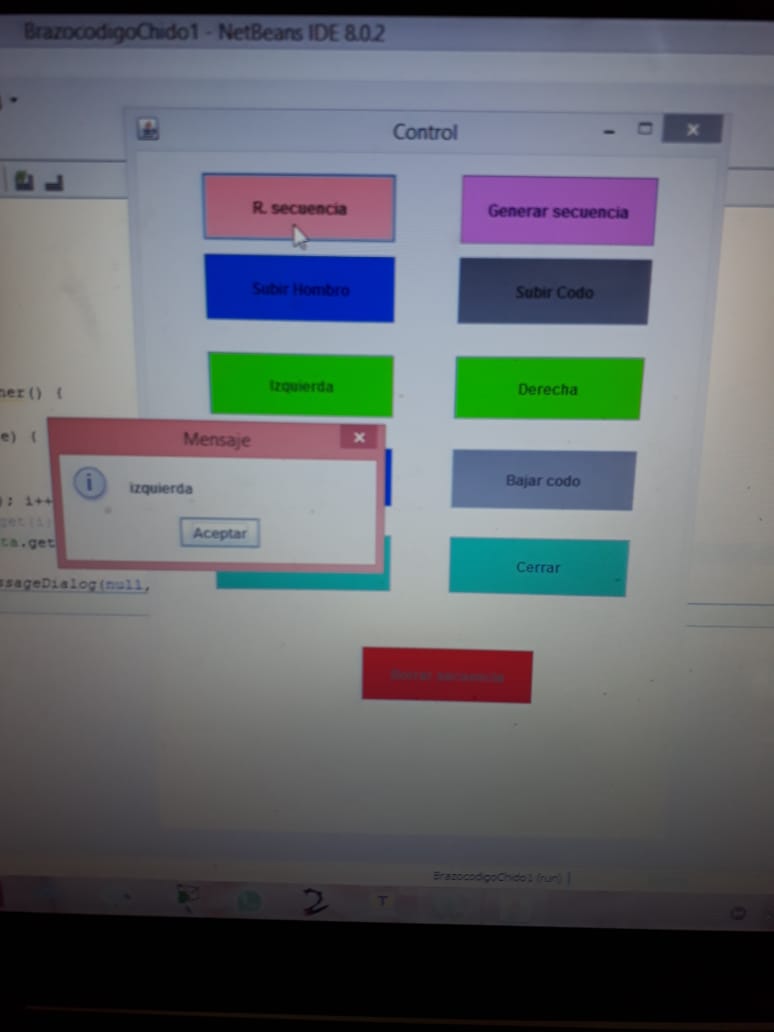 BrazocodigoChido1 - NetBeans IDE 8.0.2
Control
R. secuencia
Generar secuencia
Subir Hombro
Subir Codo
Izquierda
Derecha
ner() {
Mensaje
e) {
izquierda
Bajar codo
); i++
get(i)
ta.get
Aceptar
Cerrar
ssageDialog(null,
Borrar secuencia
BrazocodigoChido1 (run)